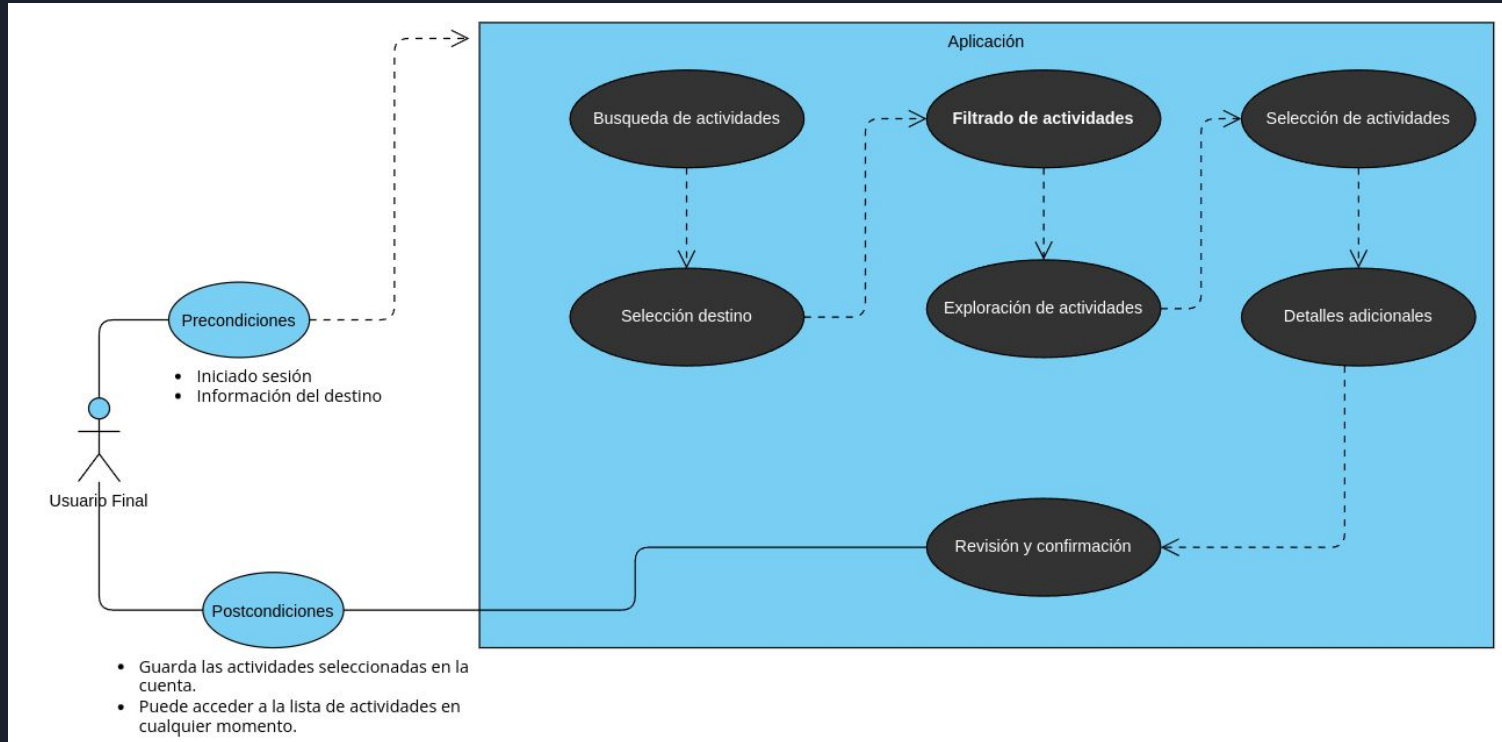 Aplicación
Busqueda de actividades
Filtrado de actividades
Selección de actividades
Selección destino
Exploración de actividades
Detalles adicionales
Precondiciones
• Iniciado sesión
• Información del destino
Usuario Final
Revisión y confirmación
Postcondiciones
• Guarda las actividades seleccionadas en la
cuenta.
• Puede acceder a la lista de actividades en
cualquier momento.